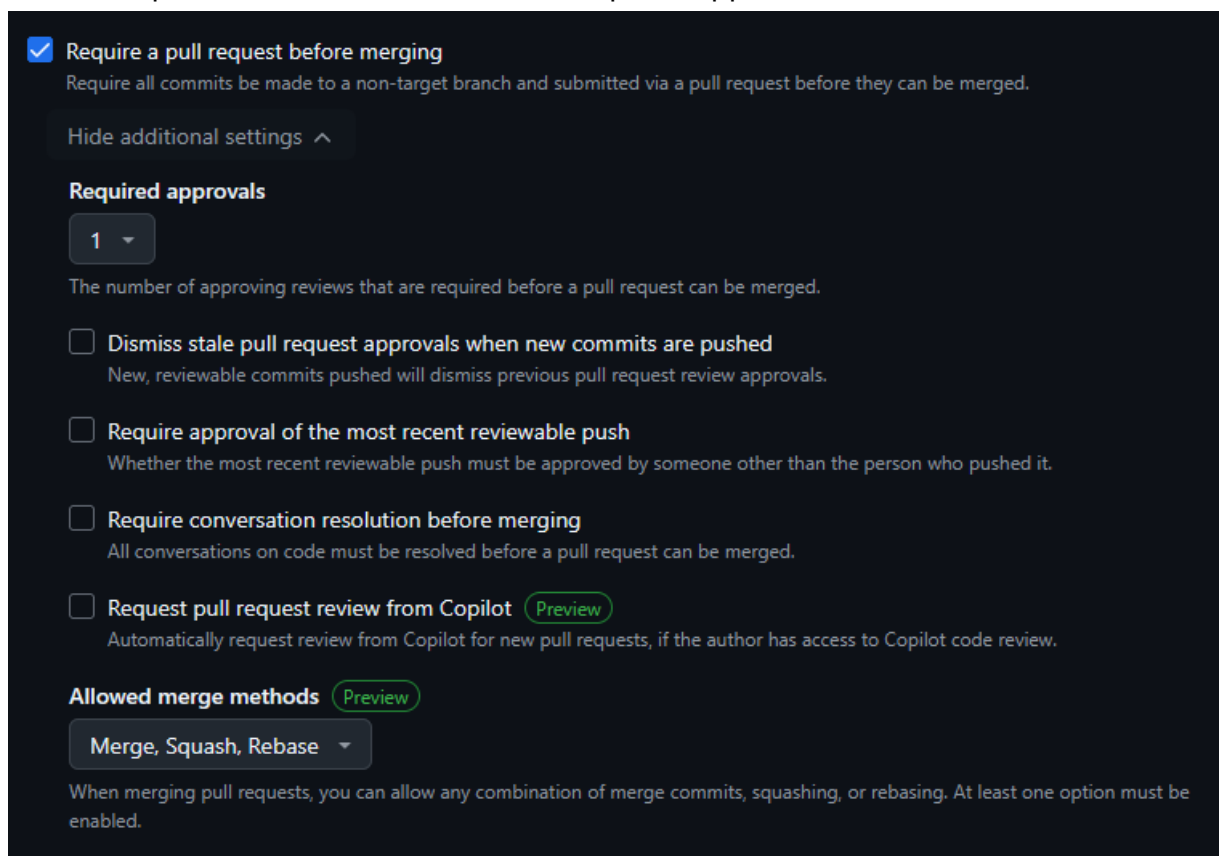 Require a pull request before merging
Require all commits be made to a non-target branch and submitted via a pull request before they can be merged.
Hide additional settings
Required approvals
1
The number of approving reviews that are required before a pull request can be merged.
Dismiss stale pull request approvals when new commits are pushed
New, reviewable commits pushed will dismiss previous pull request review approvals.
Require approval of the most recent reviewable push
Whether the most recent reviewable push must be approved by someone other than the person who pushed it.
Require conversation resolution before merging
All conversations on code must be resolved before a pull request can be merged.
Request pull request review from Copilot Preview
Automatically request review from Copilot for new pull requests, if the author has access to Copilot code review.
Allowed merge methods Preview
Merge, Squash, Rebase
When merging pull requests, you can allow any combination of merge commits, squashing, or rebasing. At least one option must be
enabled.